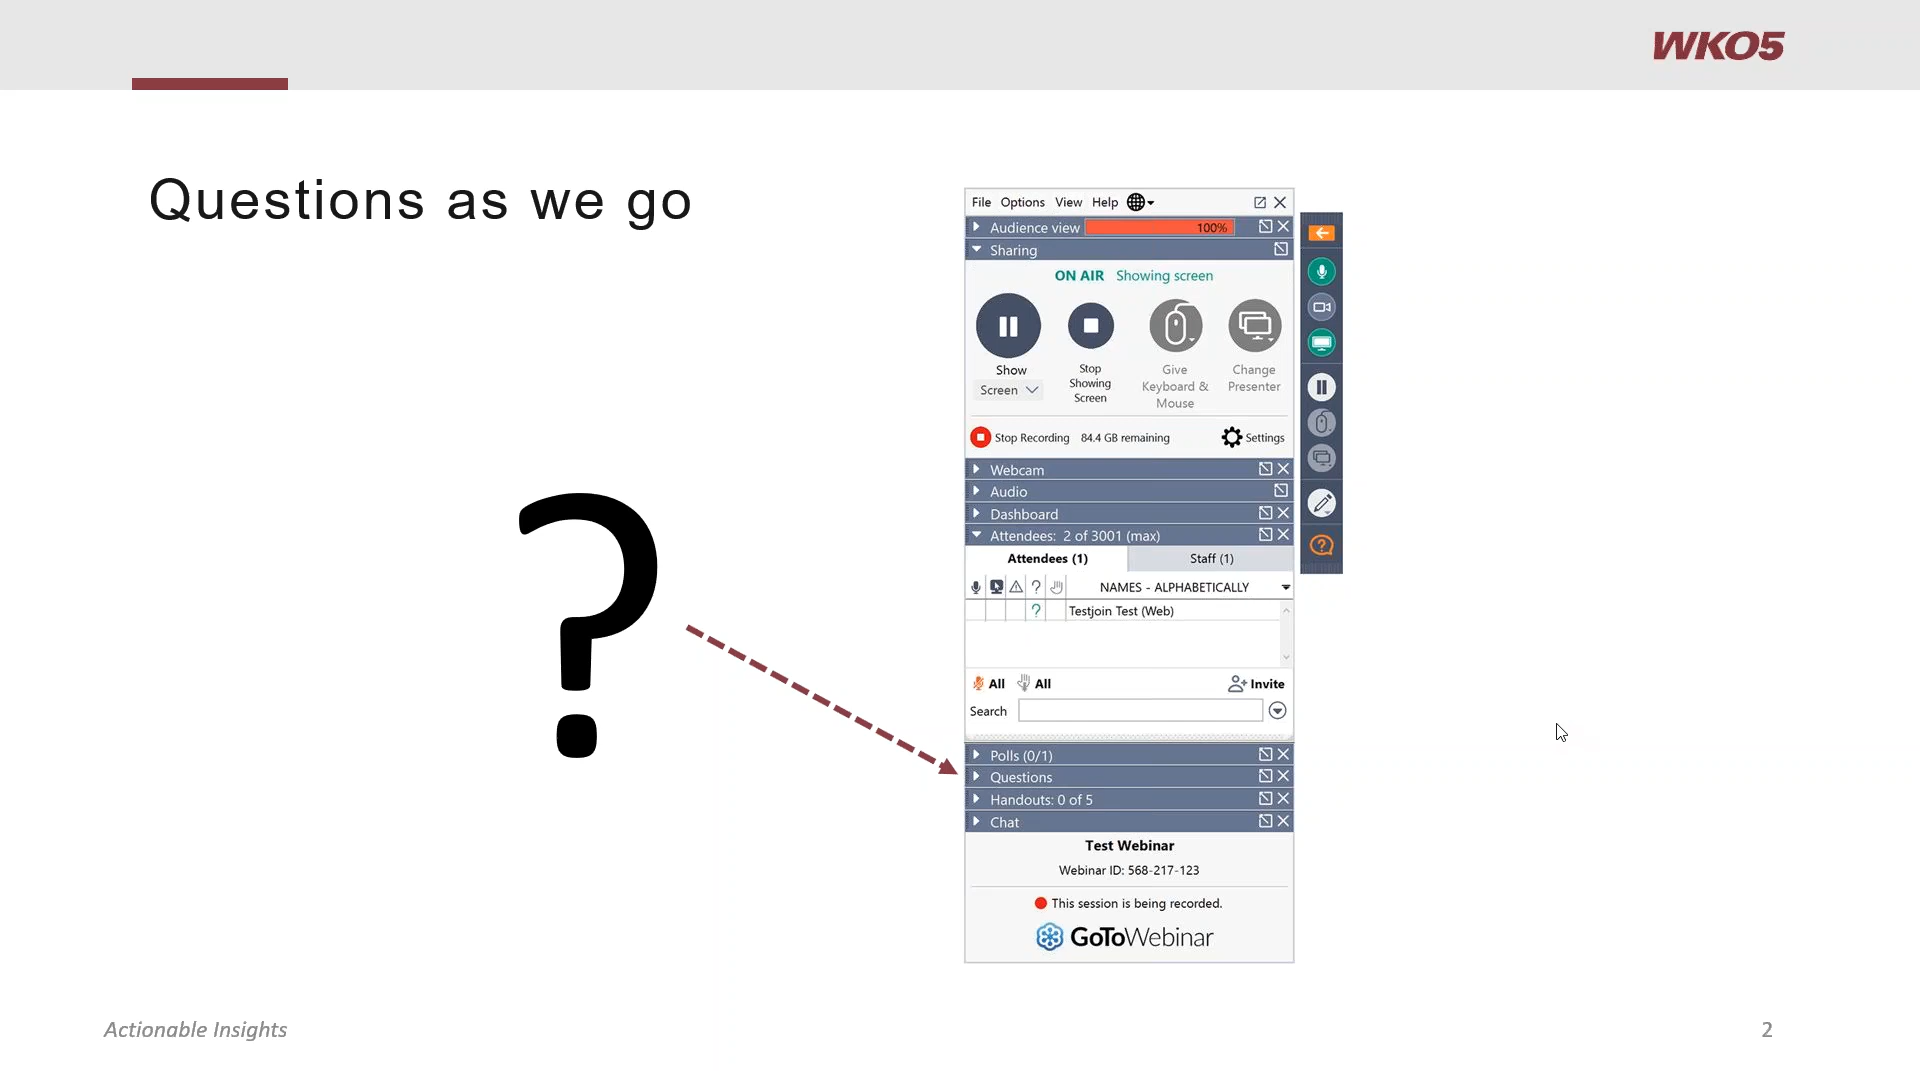 WKO5
Questions as we go
?
File Options View Help
Audience view 100%
Sharing
ON AIR Showing screen
Show
Screen
Stop
Showing
Screen
Give
Keyboard &
Mouse
Change
Presenter
Stop Recording 84.4 GB remaining Settings
Webcam
Audio
Dashboard
Attendees: 2 of 3001 (max)
Attendees (1) Staff (1)
? NAMES - ALPHABETICALLY
? Testjoin Test (Web)
All All Invite
Search
Polls (0/1)
Questions
Handouts: 0 of 5
Chat
Test Webinar
Webinar ID: 568-217-123
This session is being recorded.
GoToWebinar
?
Actionable Insights
2